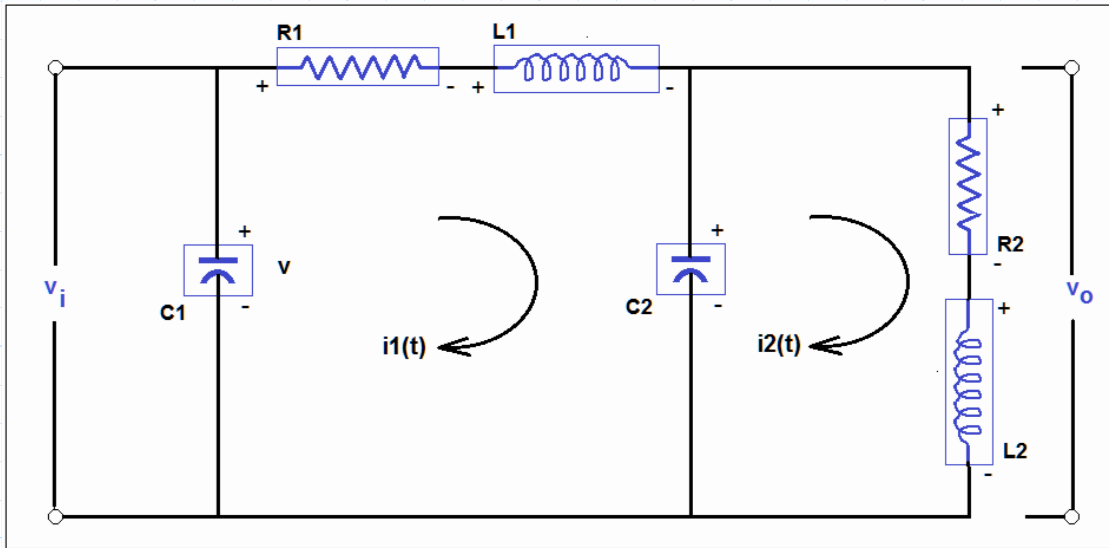 R1
L1
+
-
+
-
+
R2
-
+
v
-
C1
+
-
C2
vi
vo
i1(t)
i2(t)
+
L2
-